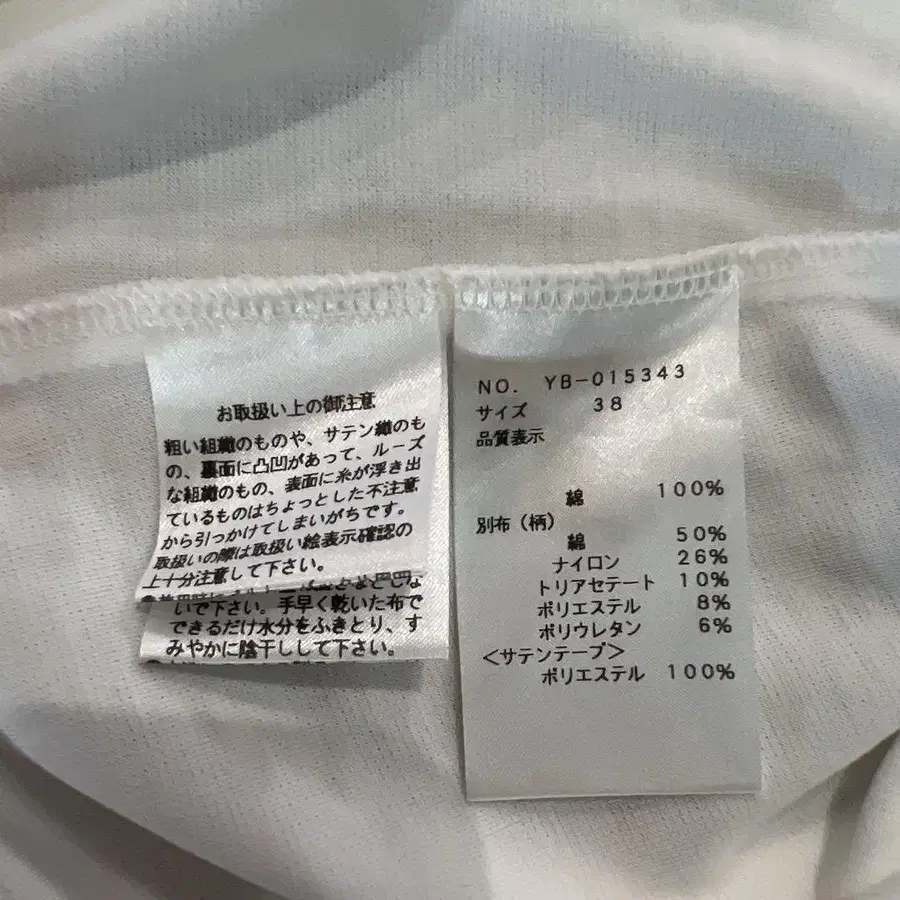 お取扱い上の御注意
粗い組織のものや、サテン織のも
の、裏面に凸凹があって、ルーズ
な組織のもの、表面に糸が浮き出
ているものはちょっとした不注意
から引っかけてしまいがちです。
取扱いの際は取扱い絵表示確認の
上十分注意して下さい。
いで下さい。手早く乾いた布で
できるだけ水分をふきとり、す
みやかに陰干しして下さい。
NO. YB-015343
サイズ 38
品質表示
綿 100%
別布(柄)
綿 50%
ナイロン 26%
トリアセテート 10%
ポリエステル 8%
ポリウレタン 6%
<サテンテープ>
ポリエステル 100%